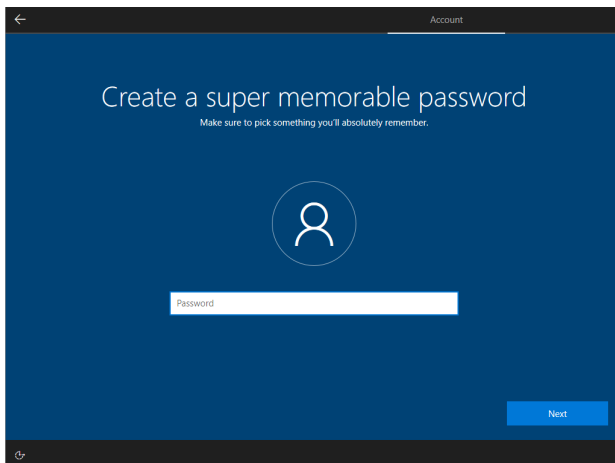 Account
Create a super memorable password
Make sure to pick something you'll absolutely remember.
Password
Next